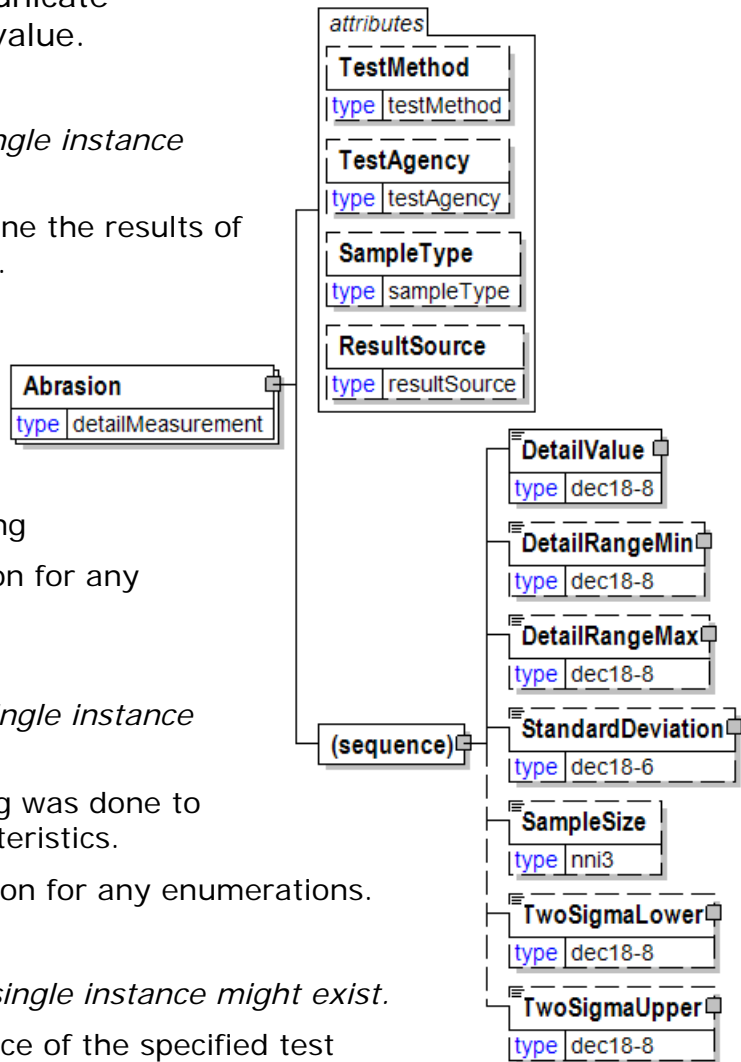 unicate
value.
ngle instance
ne the results of
.
ng
on for any
ingle instance
g was done to
teristics.
on for any enumerations.
single instance might exist.
ce of the specified test
attributes
TestMethod
type testMethod
TestAgency
type testAgency
SampleType
type sampleType
ResultSource
type resultSource
Abrasion
type detailMeasurement
(sequence)
DetailValue
type dec18-8
DetailRangeMin
type dec18-8
DetailRangeMax
type dec18-8
StandardDeviation
type dec18-6
SampleSize
type nni3
TwoSigmaLower
type dec18-8
TwoSigmaUpper
type dec18-8